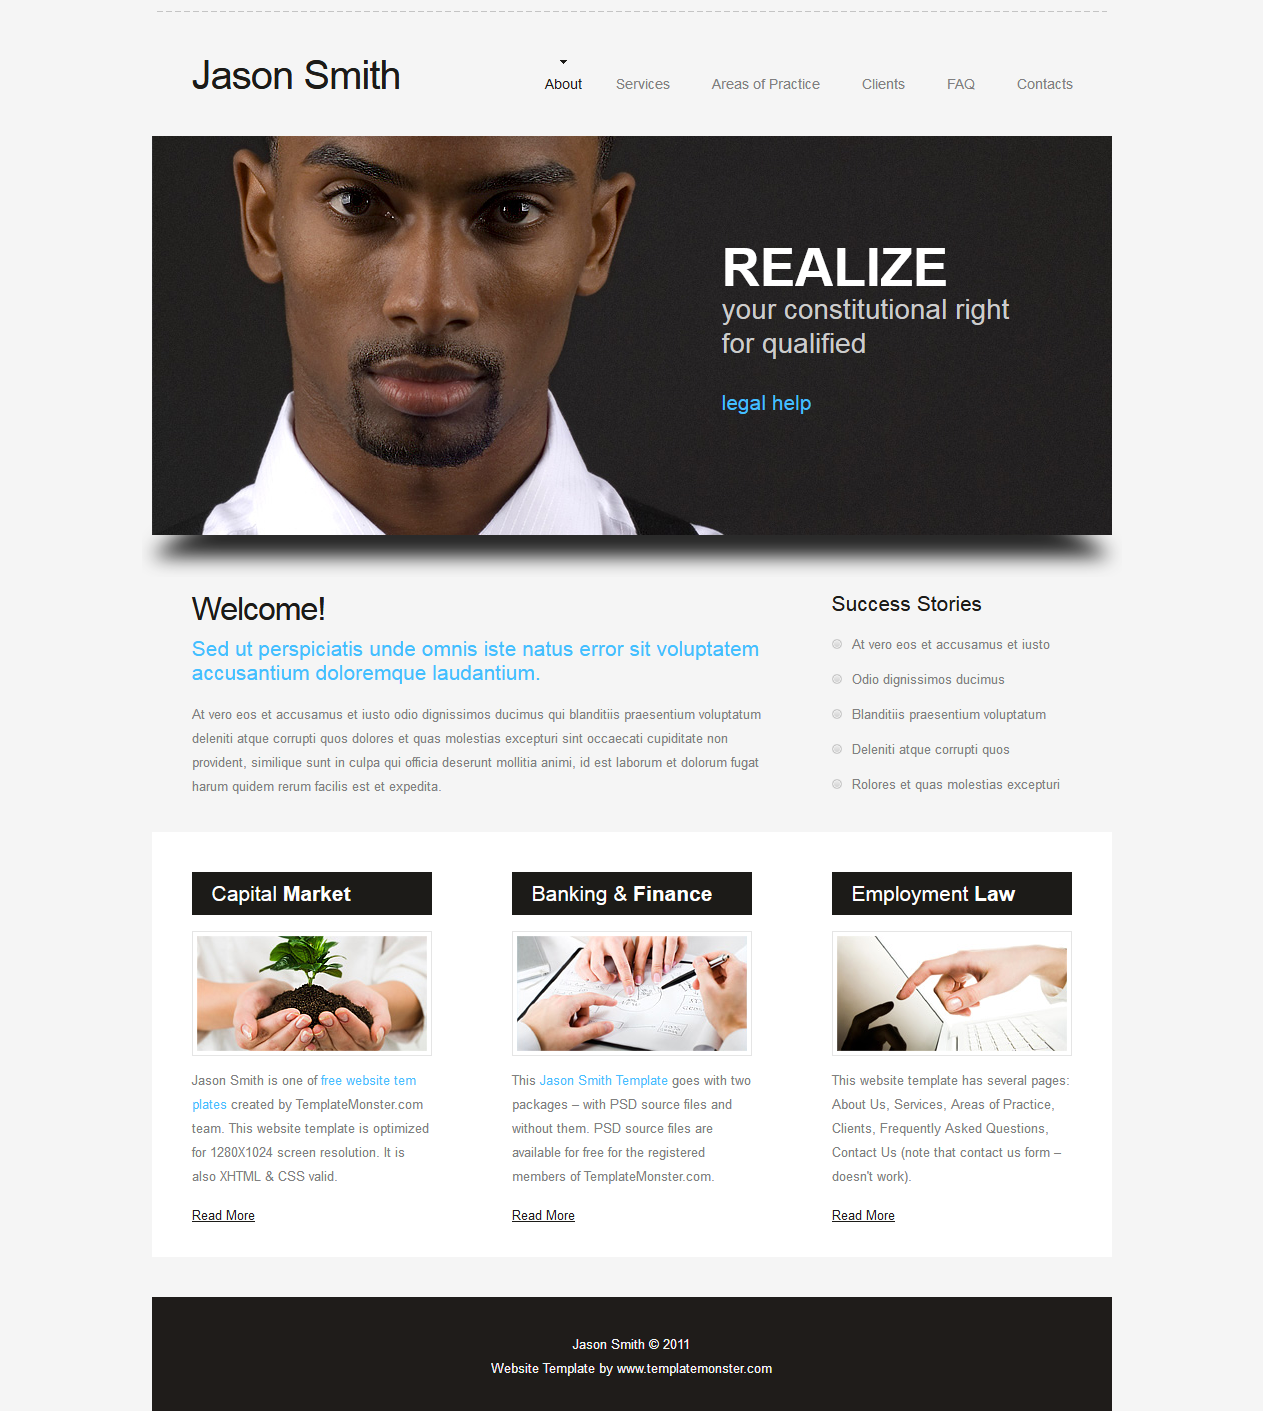 Jason Smith
About
Services
Areas of Practice
Clients
FAQ
Contacts
REALIZE
your constitutional right
for qualified
legal help
Welcome!
Sed ut perspiciatis unde omnis iste natus error sit voluptatem
accusantium doloremque laudantium.
At vero eos et accusamus et iusto odio dignissimos ducimus qui blanditiis praesentium voluptatum
deleniti atque corrupti quos dolores et quas molestias excepturi sint occaecati cupiditate non
provident, similique sunt in culpa qui officia deserunt mollitia animi, id est laborum et dolorum fugat
harum quidem rerum facilis est et expedita.
Success Stories
At vero eos et accusamus et iusto
Odio dignissimos ducimus
Blanditiis praesentium voluptatum
Deleniti atque corrupti quos
Rolores et quas molestias excepturi
Capital Market
Jason Smith is one of free website tem
plates created by TemplateMonster.com
team. This website template is optimized
for 1280X1024 screen resolution. It is
also XHTML & CSS valid.
Read More
Banking & Finance
This Jason Smith Template goes with two
packages – with PSD source files and
without them. PSD source files are
available for free for the registered
members of TemplateMonster.com.
Read More
Employment Law
This website template has several pages:
About Us, Services, Areas of Practice,
Clients, Frequently Asked Questions,
Contact Us (note that contact us form –
doesn't work).
Read More
Jason Smith © 2011
Website Template by www.templatemonster.com